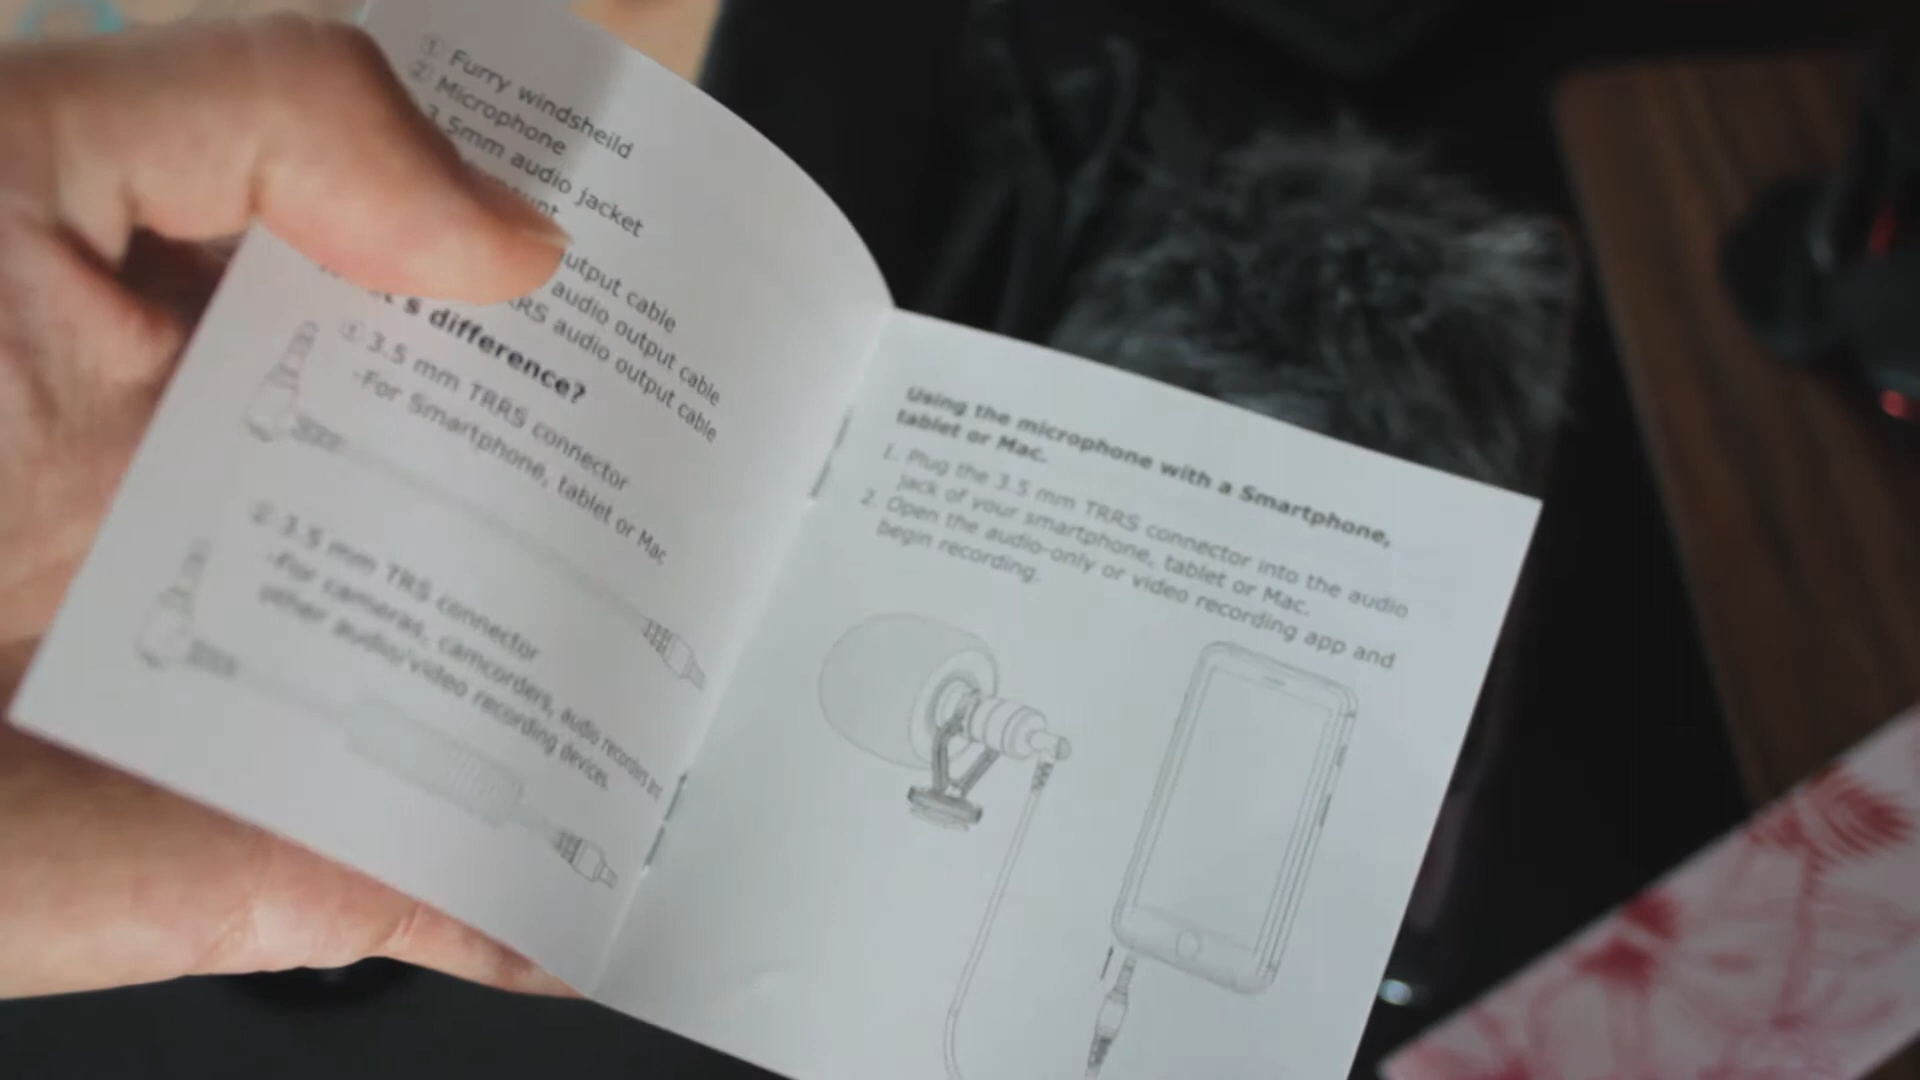 ① Furry windsheild
② Microphone
3.5mm audio jacket
output cable
audio output cable
audio output cable
's difference?
① 3.5 mm TRRS connector
-For Smartphone, tablet or Mac
② 3.5 mm TRS connector
-For cameras, camcorders, audio recorders and
other audio/video recording devices.
Using the microphone with a Smartphone,
tablet or Mac.
1. Plug the 3.5 mm TRRS connector into the audio
jack of your smartphone, tablet or Mac.
2. Open the audio-only or video recording app and
begin recording.